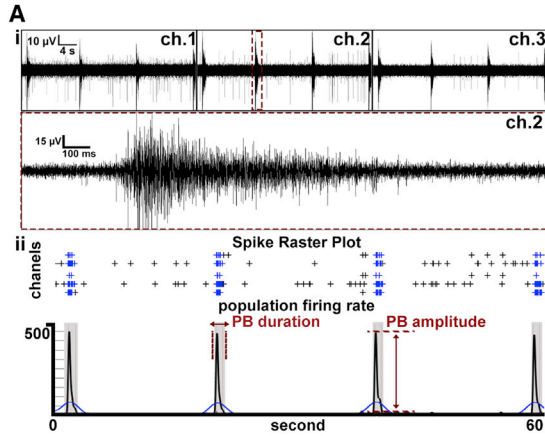 A
i
10 µV
4 s
ch.1
ch.2
ch.3
15 µV
100 ms
ch.2
ii
Spike Raster Plot
channels
population firing rate
500
PB duration
PB amplitude
0
second
60